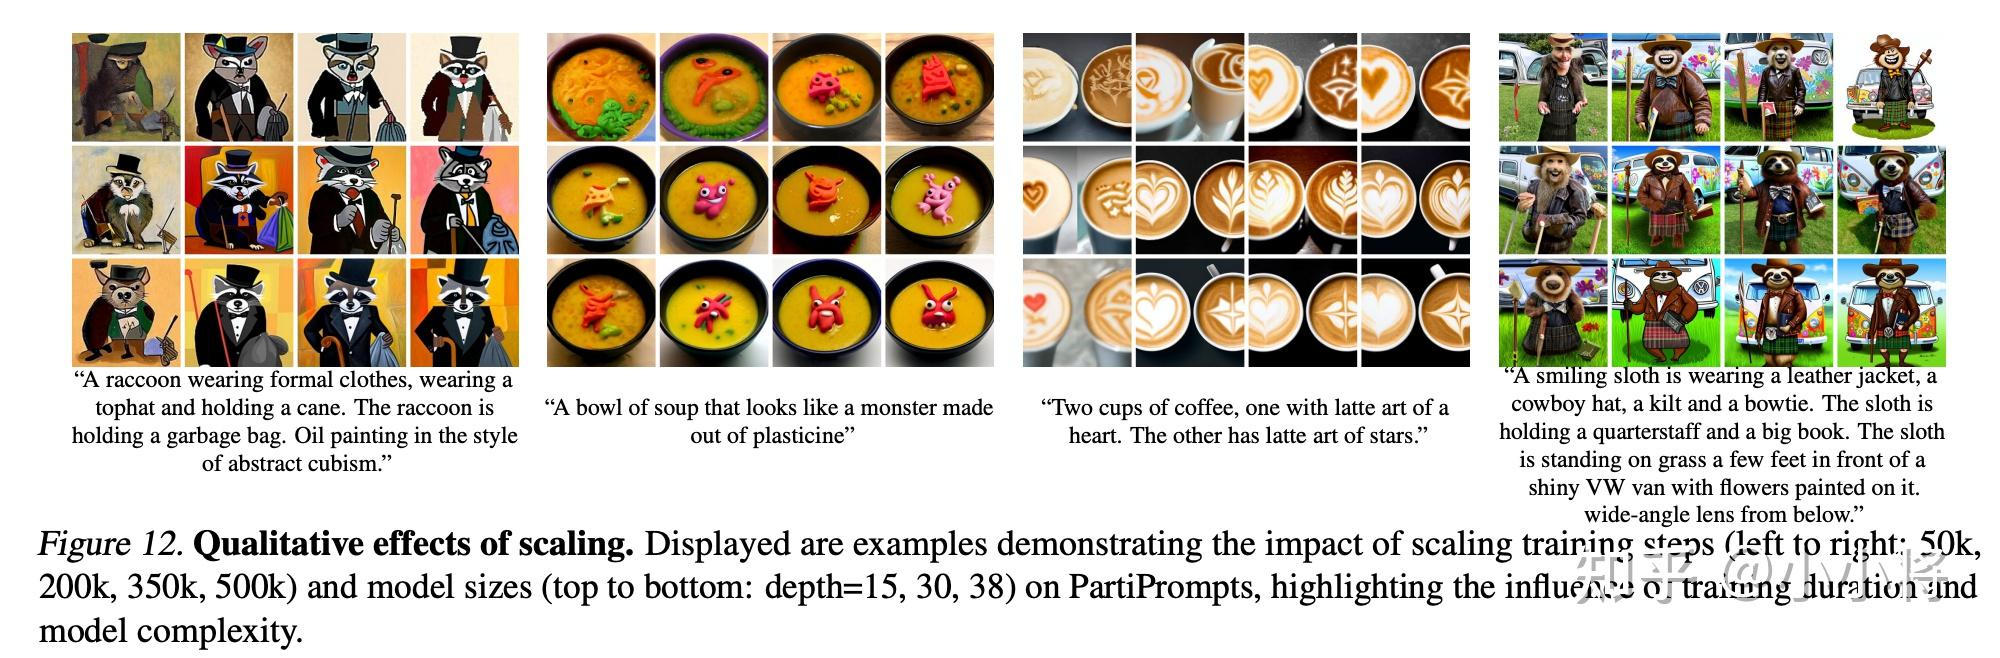 “A raccoon wearing formal clothes, wearing a
tophat and holding a cane. The raccoon is
holding a garbage bag. Oil painting in the style
of abstract cubism.”
“A bowl of soup that looks like a monster made
out of plasticine”
“Two cups of coffee, one with latte art of a
heart. The other has latte art of stars.”
“A smiling sloth is wearing a leather jacket, a
cowboy hat, a kilt and a bowtie. The sloth is
holding a quarterstaff and a big book. The sloth
is standing on grass a few feet in front of a
shiny VW van with flowers painted on it.
wide-angle lens from below.”
Figure 12. Qualitative effects of scaling. Displayed are examples demonstrating the impact of scaling training steps (left to right: 50k,
200k, 350k, 500k) and model sizes (top to bottom: depth=15, 30, 38) on PartiPrompts, highlighting the influence of training duration and
model complexity.
知乎 @小小将